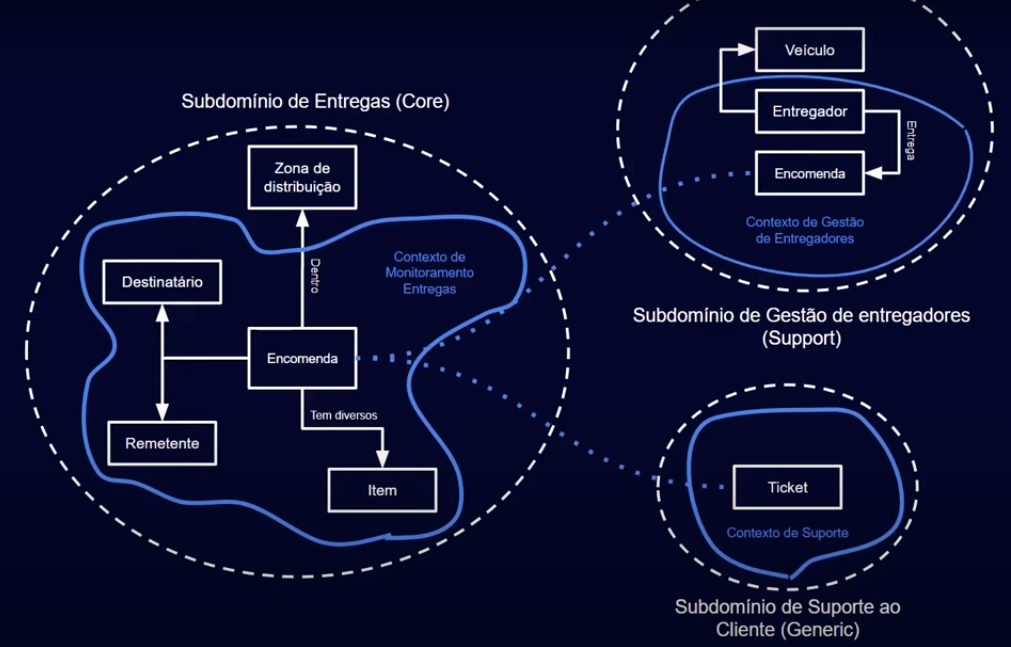 Subdomínio de Entregas (Core)
Zona de
distribuição
Contexto de
Monitoramento
Entregas
Dentro
Destinatário
Encomenda
Tem diversos
Remetente
Item
Veículo
Entregador
Entrega
Encomenda
Contexto de Gestão
de Entregadores
Subdomínio de Gestão de entregadores
(Support)
Ticket
Contexto de Suporte
Subdomínio de Suporte ao
Cliente (Generic)